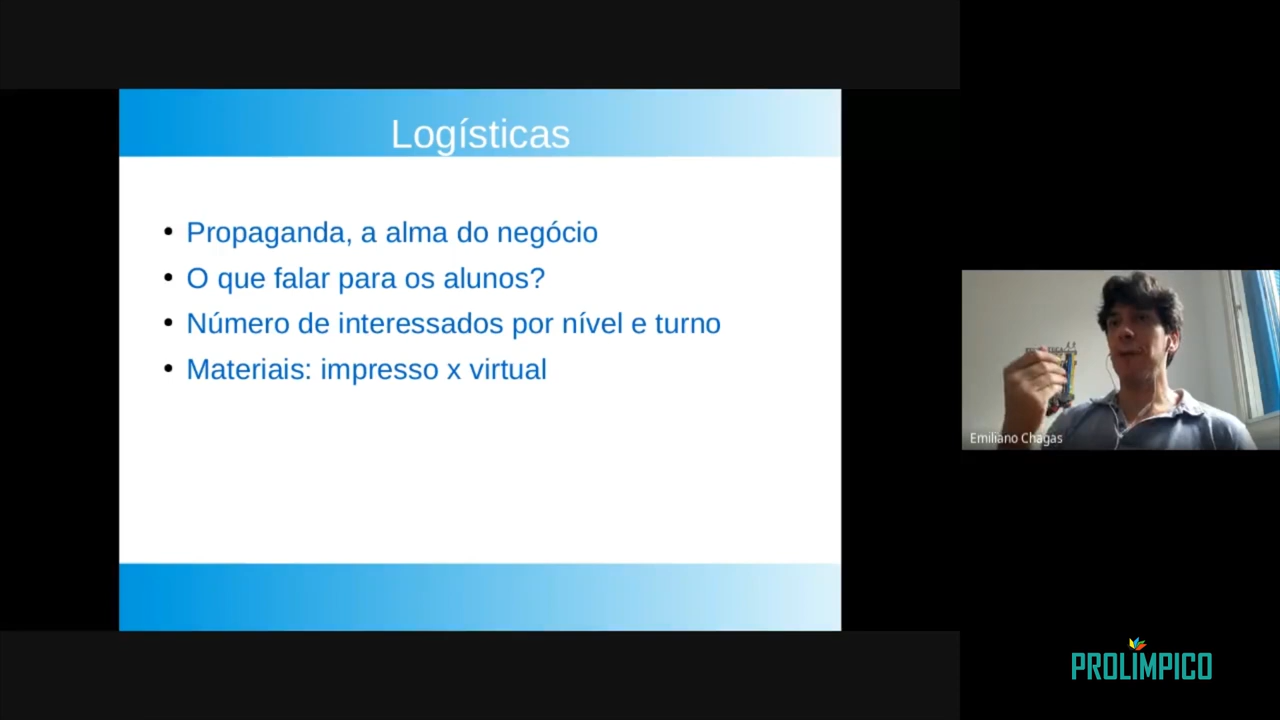 Logísticas
Propaganda, a alma do negócio
O que falar para os alunos?
Número de interessados por nível e turno
Materiais: impresso x virtual
Emiliano Chagas
PROLÍMPICO